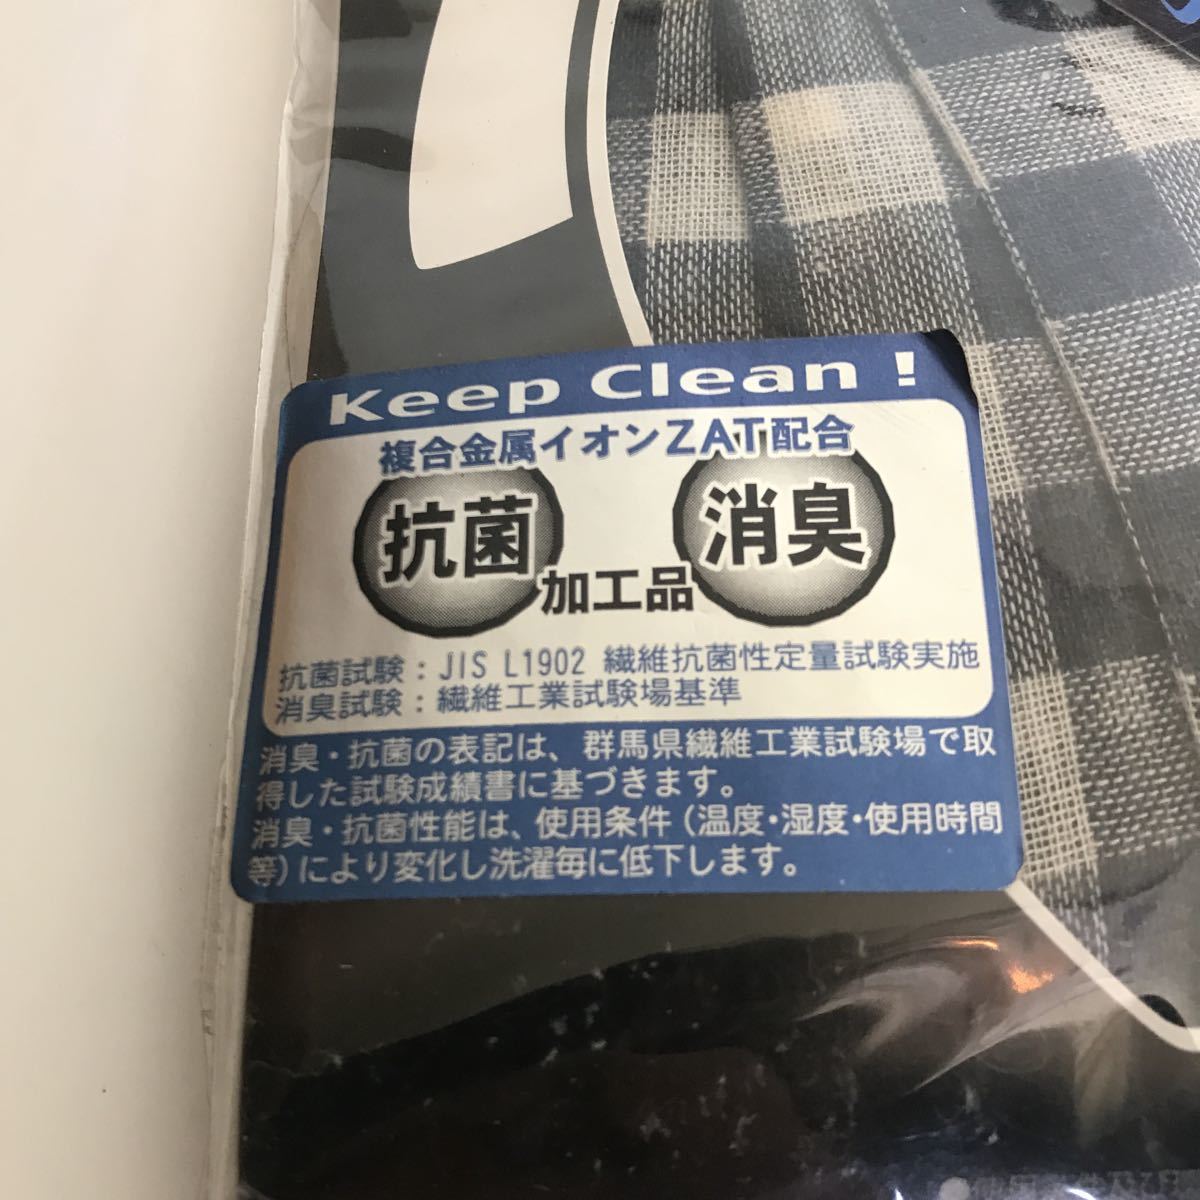 Keep Clean !
複合金属イオンZAT配合
抗菌
消臭
加工品
抗菌試験：JIS L1902 繊維抗菌性定量試験実施
消臭試験：繊維工業試験場基準
消臭・抗菌の表記は、群馬県繊維工業試験場で取
得した試験成績書に基づきます。
消臭・抗菌性能は、使用条件（温度・湿度・使用時間
等）により変化し洗濯毎に低下します。